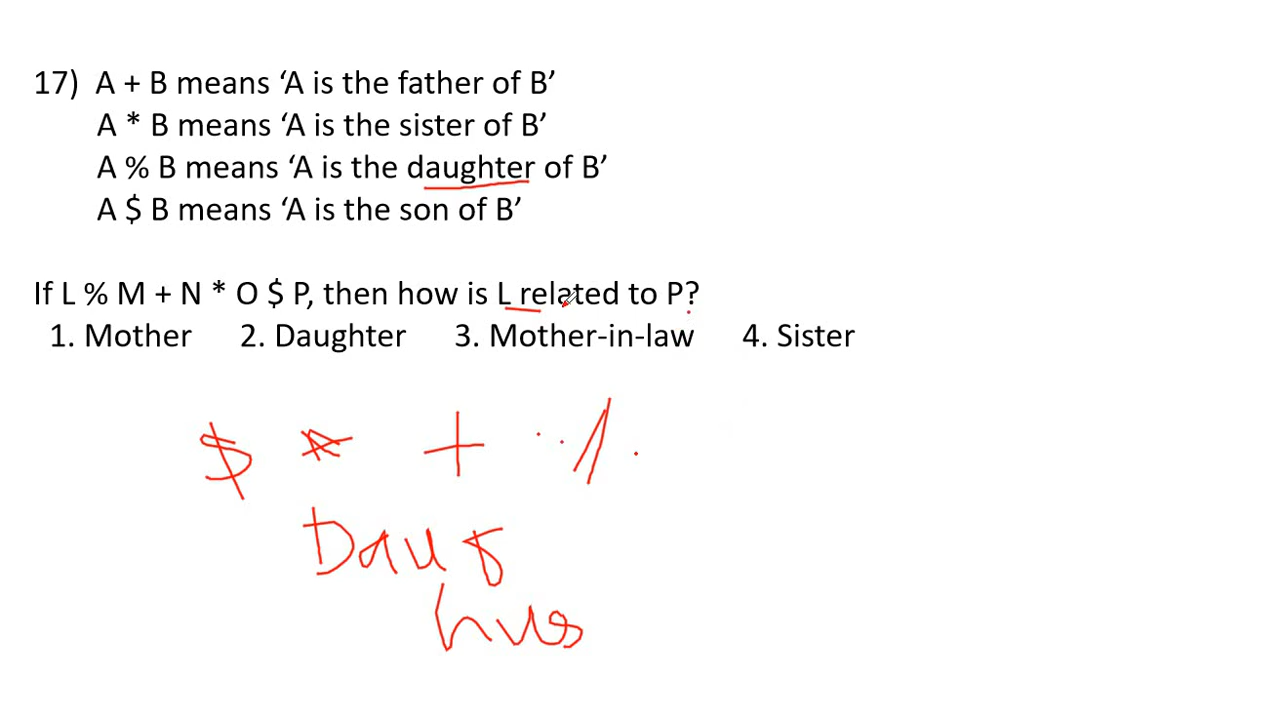 17) A + B means ‘A is the father of B’
A * B means ‘A is the sister of B’
A % B means ‘A is the daughter of B’
A $ B means ‘A is the son of B’
If L % M + N * O $ P, then how is L related to P?
1. Mother 2. Daughter 3. Mother-in-law 4. Sister
$ * + %
Dau
hus